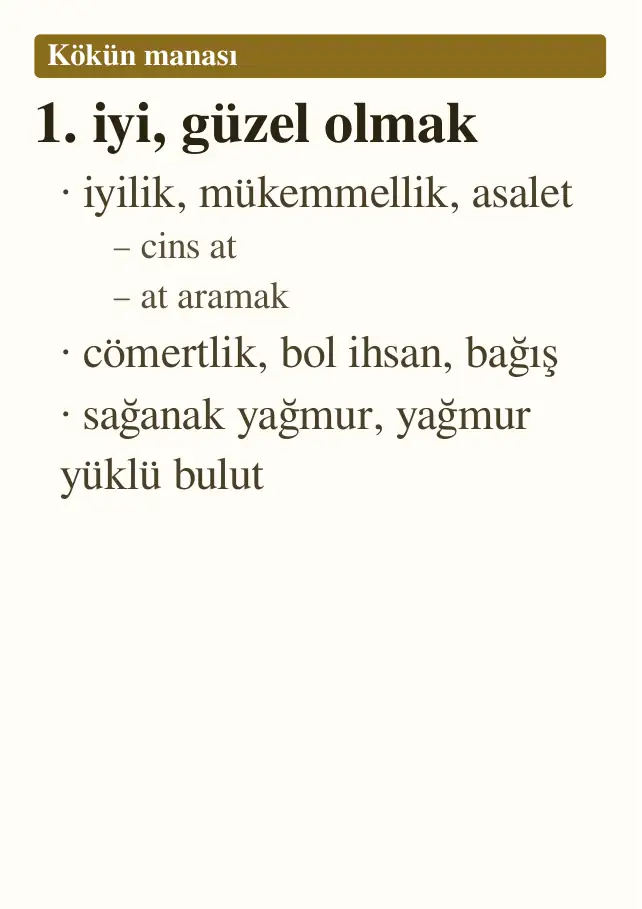 Kökün manası
1. iyi, güzel olmak
· iyilik, mükemmellik, asalet
– cins at
– at aramak
· cömertlik, bol ihsan, bağış
· sağanak yağmur, yağmur
yüklü bulut